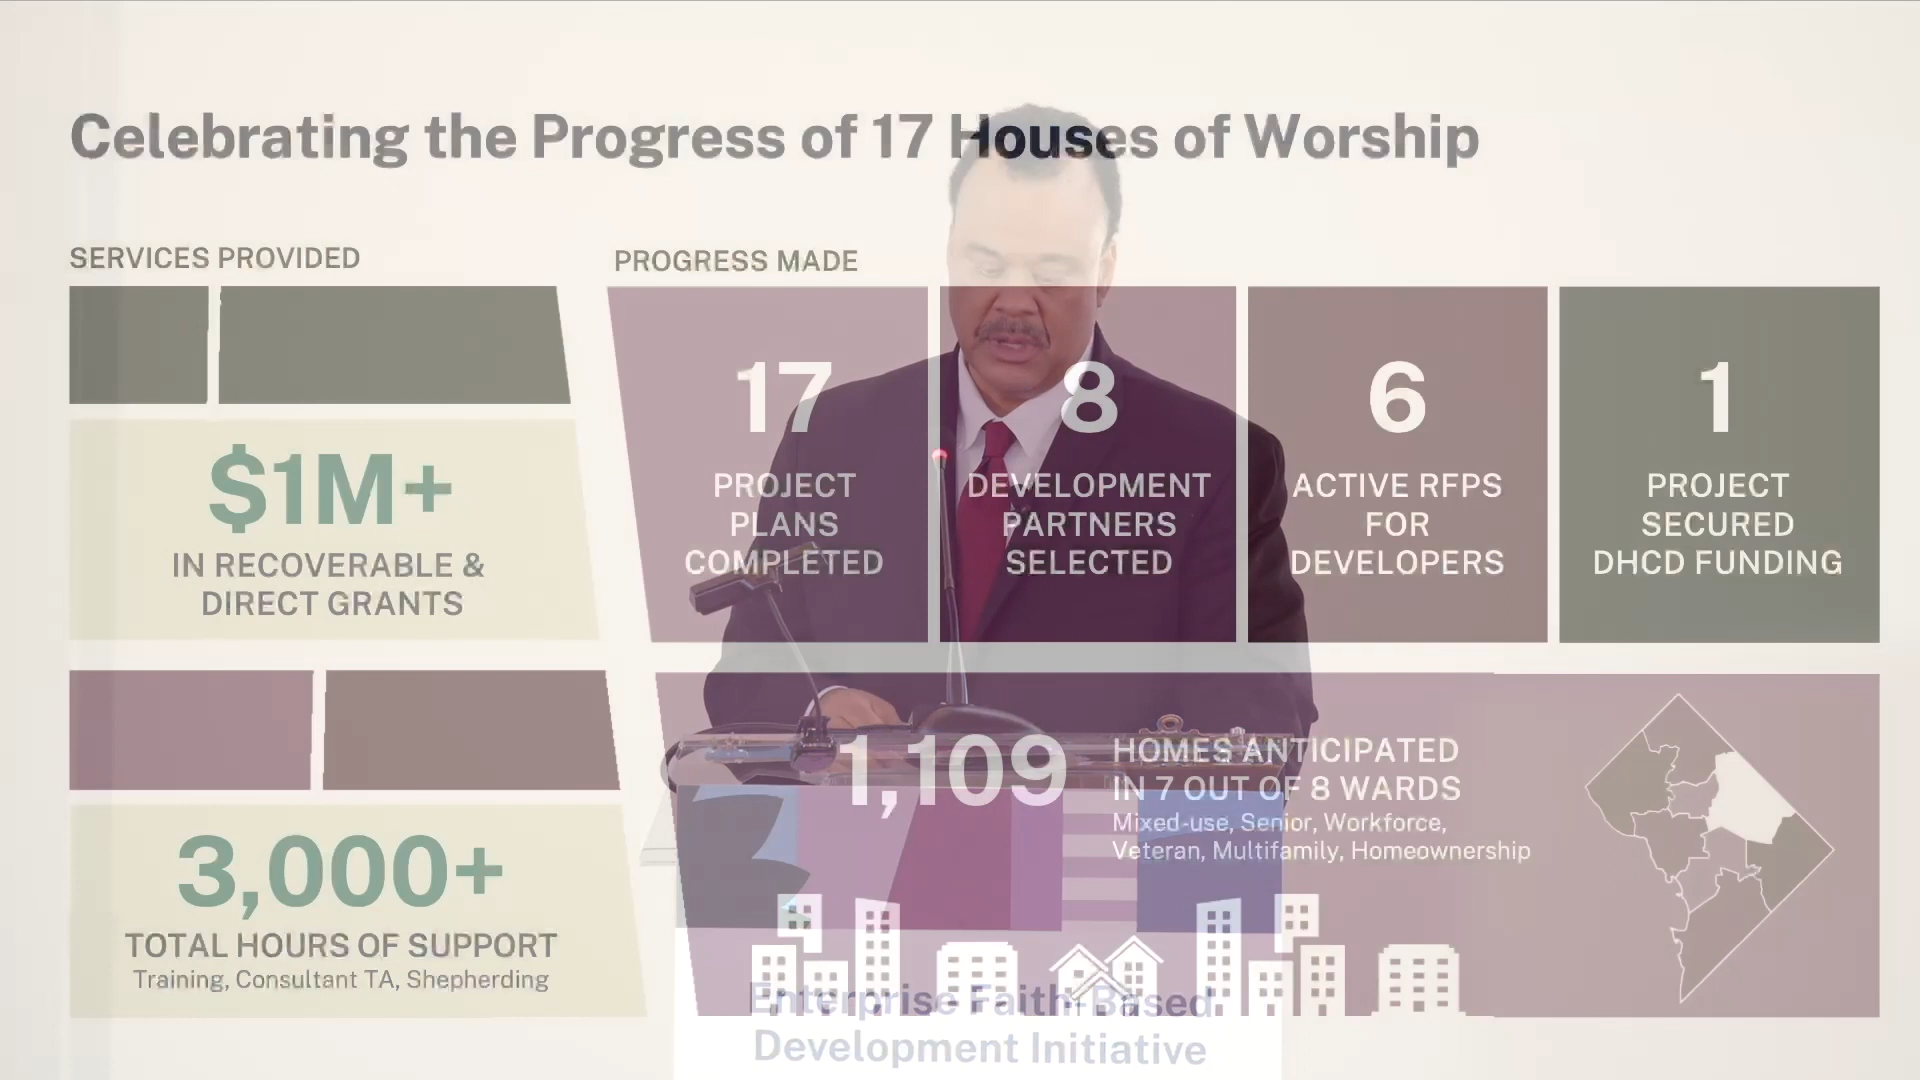 Celebrating the Progress of 17 Houses of Worship
SERVICES PROVIDED
$1M+
IN RECOVERABLE &
DIRECT GRANTS
3,000+
TOTAL HOURS OF SUPPORT
Training, Consultant TA, Shepherding
PROGRESS MADE
17
PROJECT
PLANS
COMPLETED
8
DEVELOPMENT
PARTNERS
SELECTED
6
ACTIVE RFPS
FOR
DEVELOPERS
1
PROJECT
SECURED
DHCD FUNDING
1,109
HOMES ANTICIPATED
IN 7 OUT OF 8 WARDS
Mixed-use, Senior, Workforce,
Veteran, Multifamily, Homeownership
Enterprise Faith-Based
Development Initiative